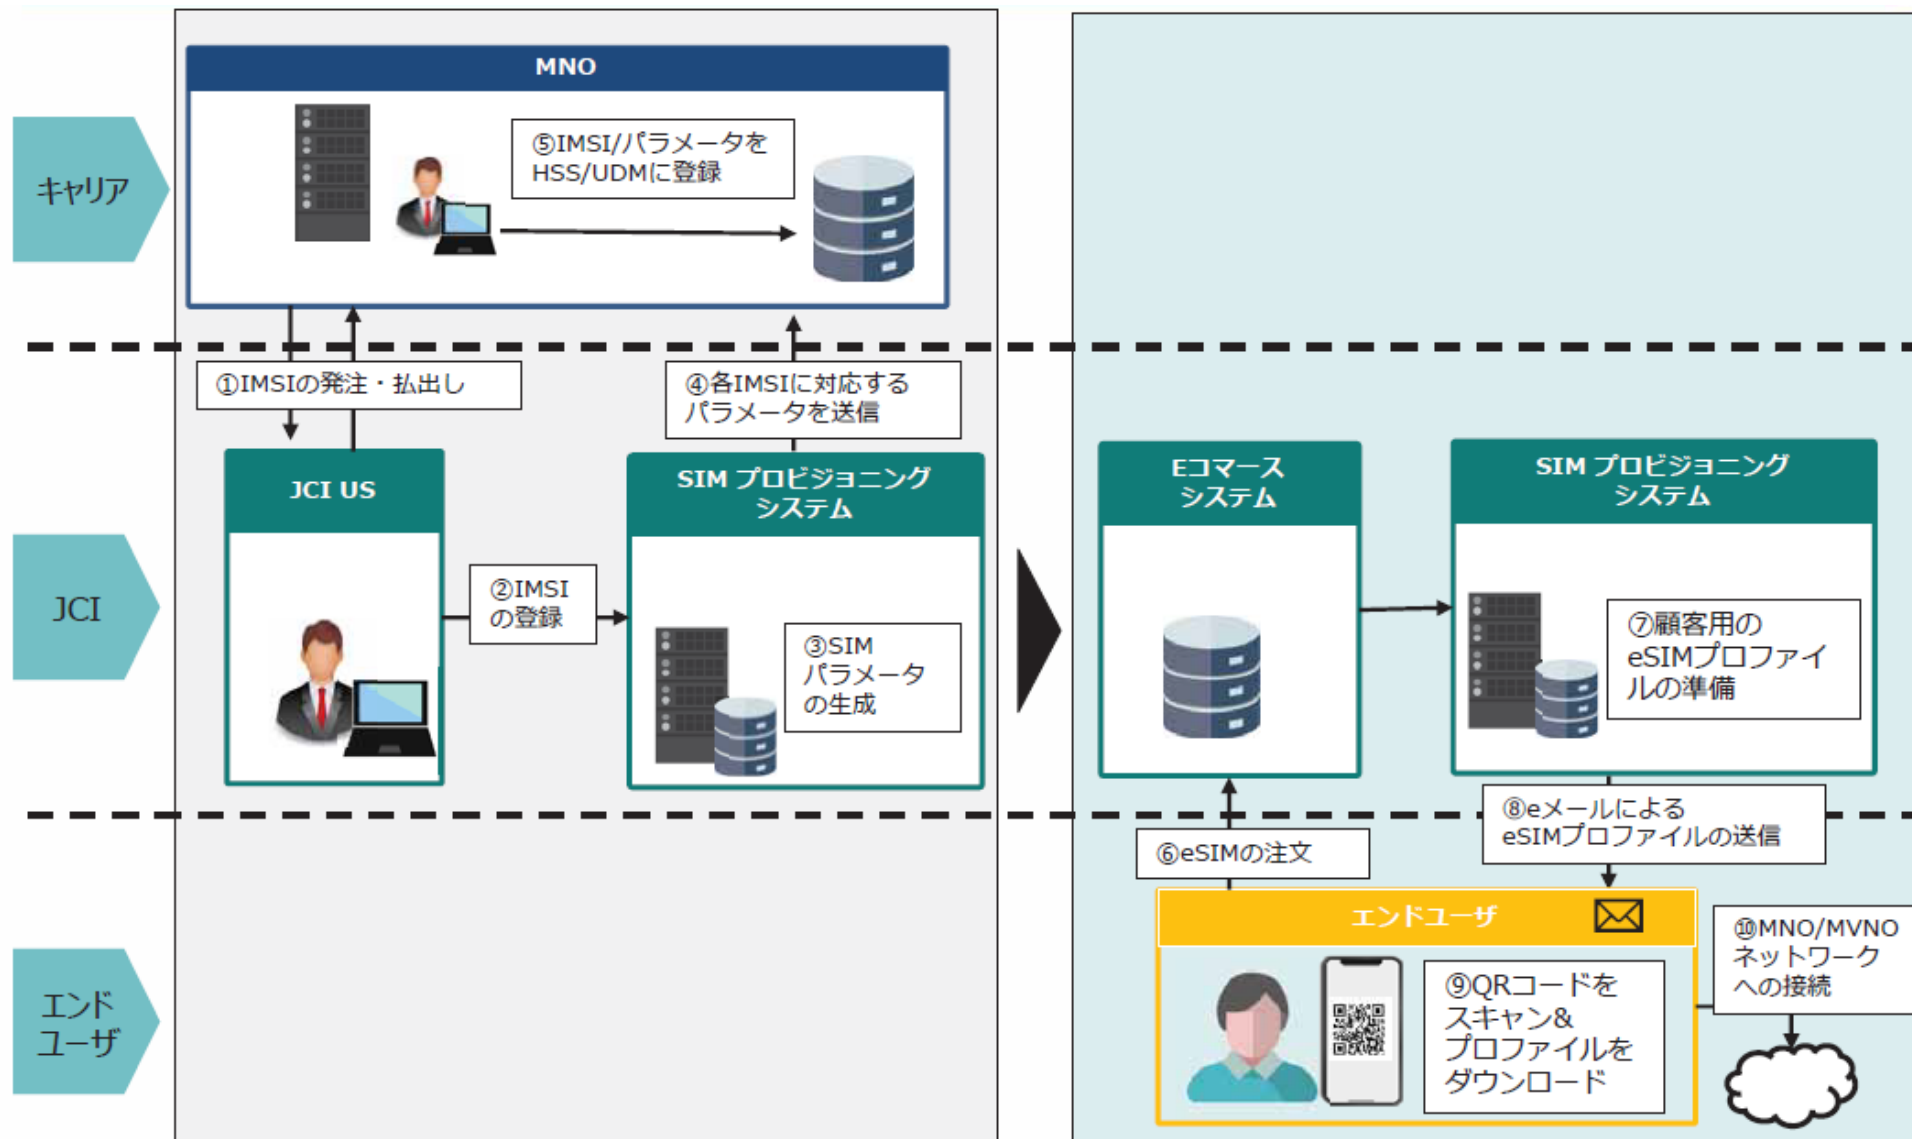 MNO
⑤IMSI/パラメータを
HSS/UDMに登録
キャリア
①IMSIの発注・払出し
④各IMSIに対応する
パラメータを送信
JCI US
SIM プロビジョニング
システム
Eコマース
システム
SIM プロビジョニング
システム
JCI
②IMSI
の登録
③SIM
パラメータ
の生成
⑦顧客用の
eSIMプロファイ
ルの準備
⑥eSIMの注文
⑧eメールによる
eSIMプロファイルの送信
エンド
ユーザ
エンドユーザ
⑨QRコードを
スキャン&
プロファイルを
ダウンロード
⑩MNO/MVNO
ネットワーク
への接続